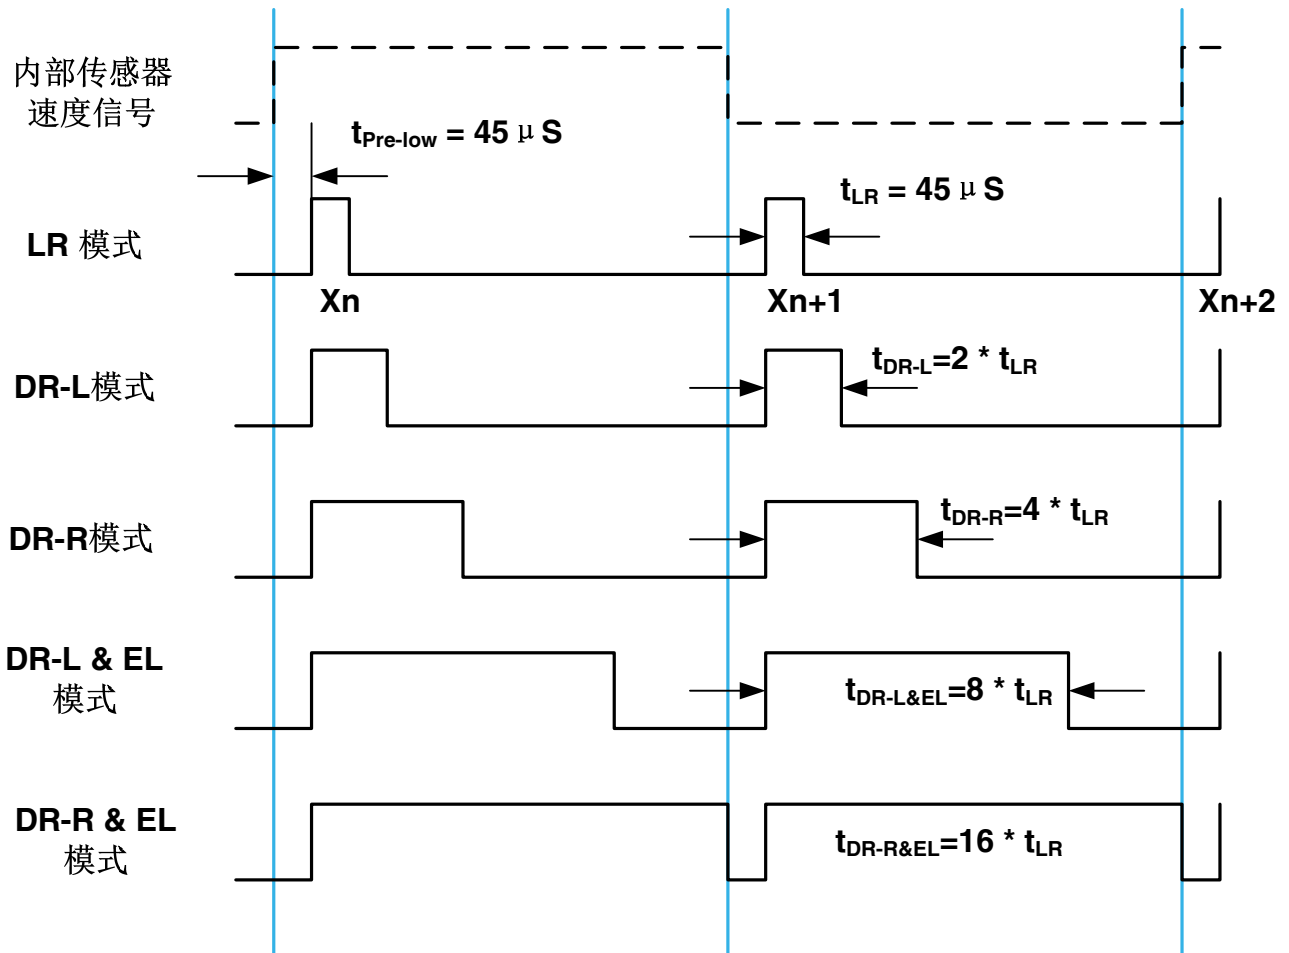 内部传感器
速度信号
tPre-low = 45 μS
tLR = 45 μS
LR 模式
Xn
Xn+1
Xn+2
tDR-L=2 * tLR
DR-L模式
tDR-R=4 * tLR
DR-R模式
DR-L & EL
模式
tDR-L&EL=8 * tLR
DR-R & EL
模式
tDR-R&EL=16 * tLR